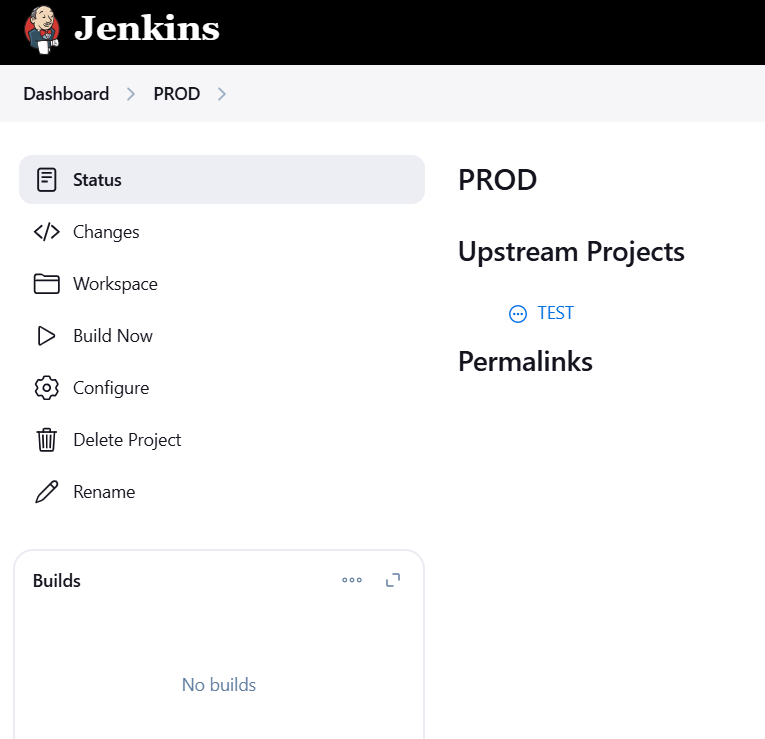 Jenkins
Dashboard > PROD >
Status
Changes
Workspace
Build Now
Configure
Delete Project
Rename
Builds
No builds
PROD
Upstream Projects
TEST
Permalinks